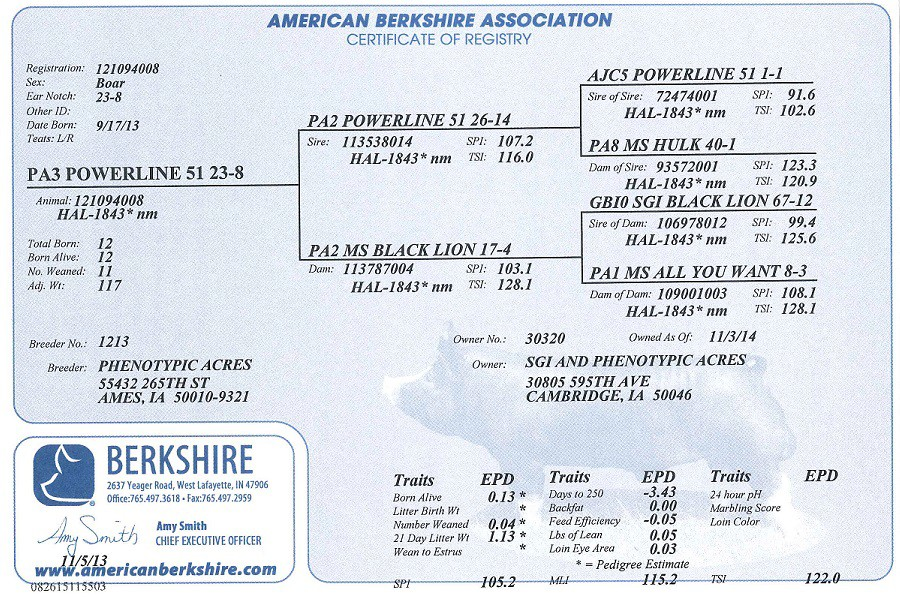 AMERICAN BERKSHIRE ASSOCIATION
CERTIFICATE OF REGISTRY
Registration: 121094008
Sex: Boar
Ear Notch: 23-8
Other ID:
Date Born: 9/17/13
Teats: L/R
PA3 POWERLINE 51 23-8
Animal: 121094008
HAL-1843* nm
Total Born: 12
Born Alive: 12
No. Weaned: 11
Adj. Wt: 117
PA2 POWERLINE 51 26-14
Sire: 113538014 SPI: 107.2
HAL-1843* nm TSI: 116.0
PA2 MS BLACK LION 17-4
Dam: 113787004 SPI: 103.1
HAL-1843* nm TSI: 128.1
AJC5 POWERLINE 51 1-1
Sire of Sire: 72474001 SPI: 91.6
HAL-1843* nm TSI: 102.6
PA8 MS HULK 40-1
Dam of Sire: 93572001 SPI: 123.3
HAL-1843* nm TSI: 120.9
GBI0 SGI BLACK LION 67-12
Sire of Dam: 106978012 SPI: 99.4
HAL-1843* nm TSI: 125.6
PA1 MS ALL YOU WANT 8-3
Dam of Dam: 109001003 SPI: 108.1
HAL-1843* nm TSI: 128.1
Breeder No.: 1213
Breeder: PHENOTYPIC ACRES
55432 265TH ST
AMES, IA 50010-9321
Owner No.: 30320 Owned As Of: 11/3/14
Owner: SGI AND PHENOTYPIC ACRES
30805 595TH AVE
CAMBRIDGE, IA 50046
BERKSHIRE
2637 Yeager Road, West Lafayette, IN 47906
Office:765.497.3618 • Fax:765.497.2959
Amy Smith
Amy Smith
CHIEF EXECUTIVE OFFICER
11/5/13
www.americanberkshire.com
082615115503
Traits EPD Traits EPD Traits EPD
Born Alive 0.13 * Days to 250 -3.43 24 hour pH
Litter Birth Wt * Backfat 0.00 Marbling Score
Number Weaned 0.04 * Feed Efficiency -0.05 Loin Color
21 Day Litter Wt 1.13 * Lbs of Lean 0.05
Wean to Estrus * Loin Eye Area 0.03
* = Pedigree Estimate
SPI 105.2 MLI 115.2 TSI 122.0